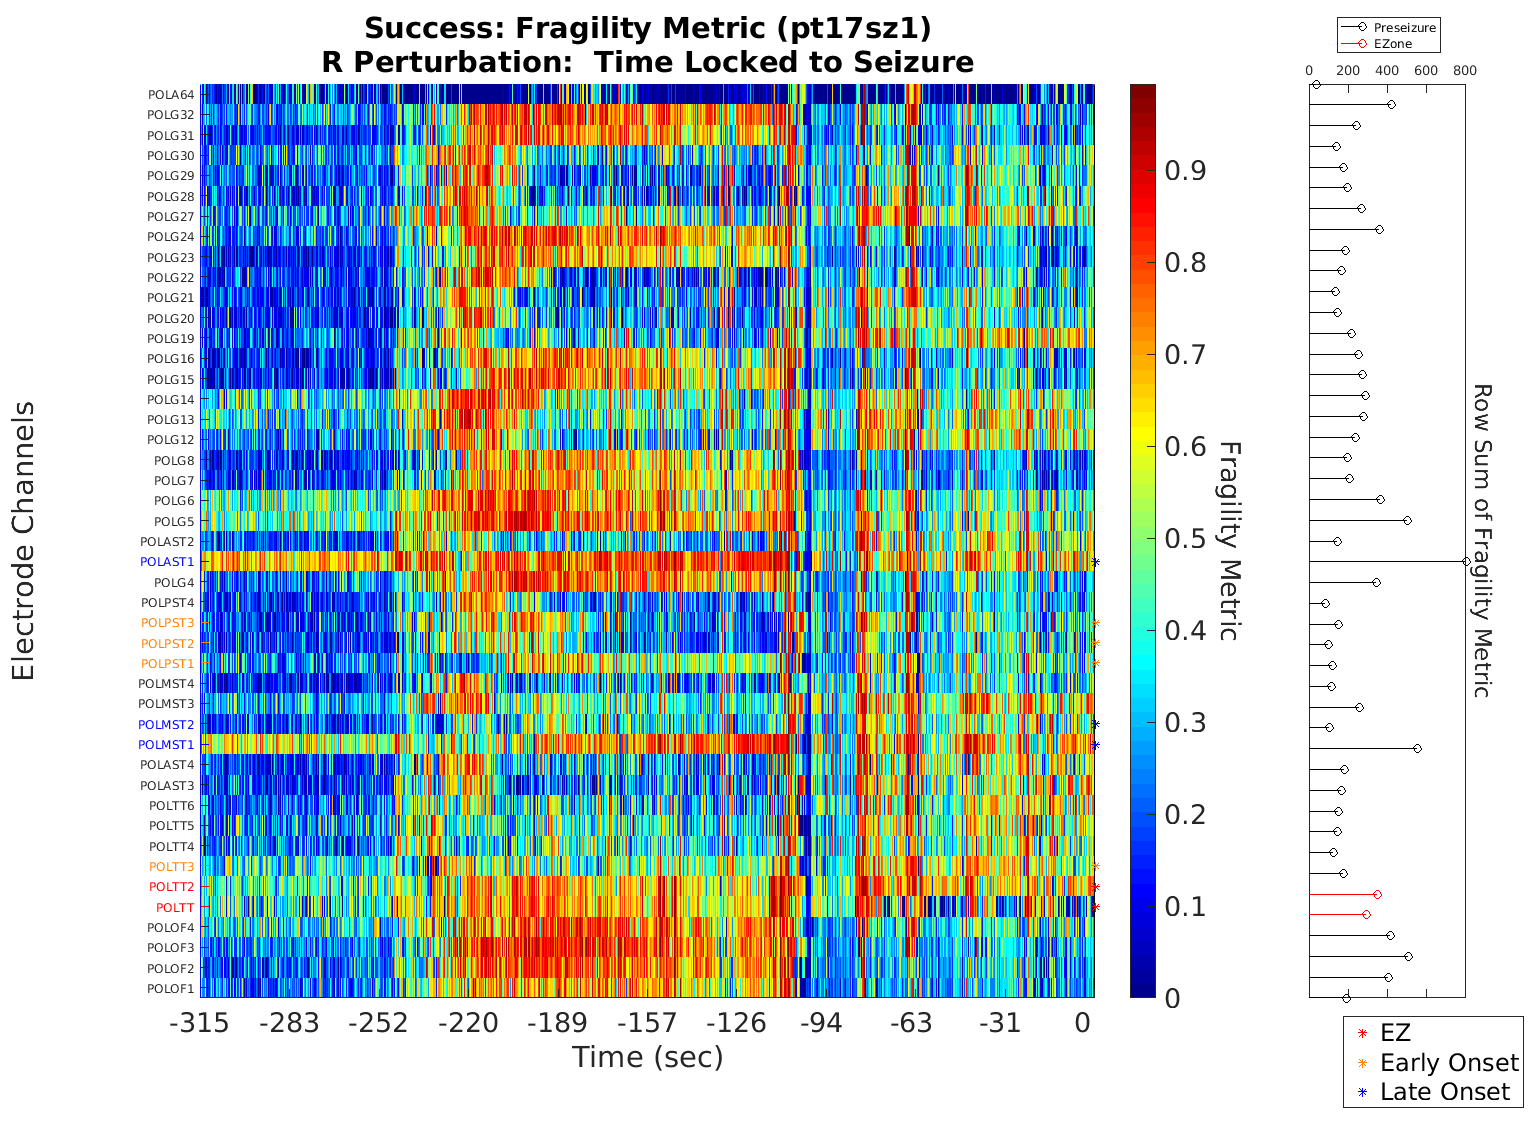 Success: Fragility Metric (pt17sz1)
R Perturbation: Time Locked to Seizure
Preseizure
EZone
0 200 400 600 800
Electrode Channels
POLA64
POLG32
POLG31
POLG30
POLG29
POLG28
POLG27
POLG24
POLG23
POLG22
POLG21
POLG20
POLG19
POLG16
POLG15
POLG14
POLG13
POLG12
POLG8
POLG7
POLG6
POLG5
POLAST2
POLAST1
POLG4
POLPST4
POLPST3
POLPST2
POLPST1
POLMST4
POLMST3
POLMST2
POLMST1
POLAST4
POLAST3
POLTT6
POLTT5
POLTT4
POLTT3
POLTT2
POLTT
POLOF4
POLOF3
POLOF2
POLOF1
-315 -283 -252 -220 -189 -157 -126 -94 -63 -31 0
Time (sec)
0.9
0.8
0.7
0.6
0.5
0.4
0.3
0.2
0.1
0
Fragility Metric
Row Sum of Fragility Metric
EZ
Early Onset
Late Onset